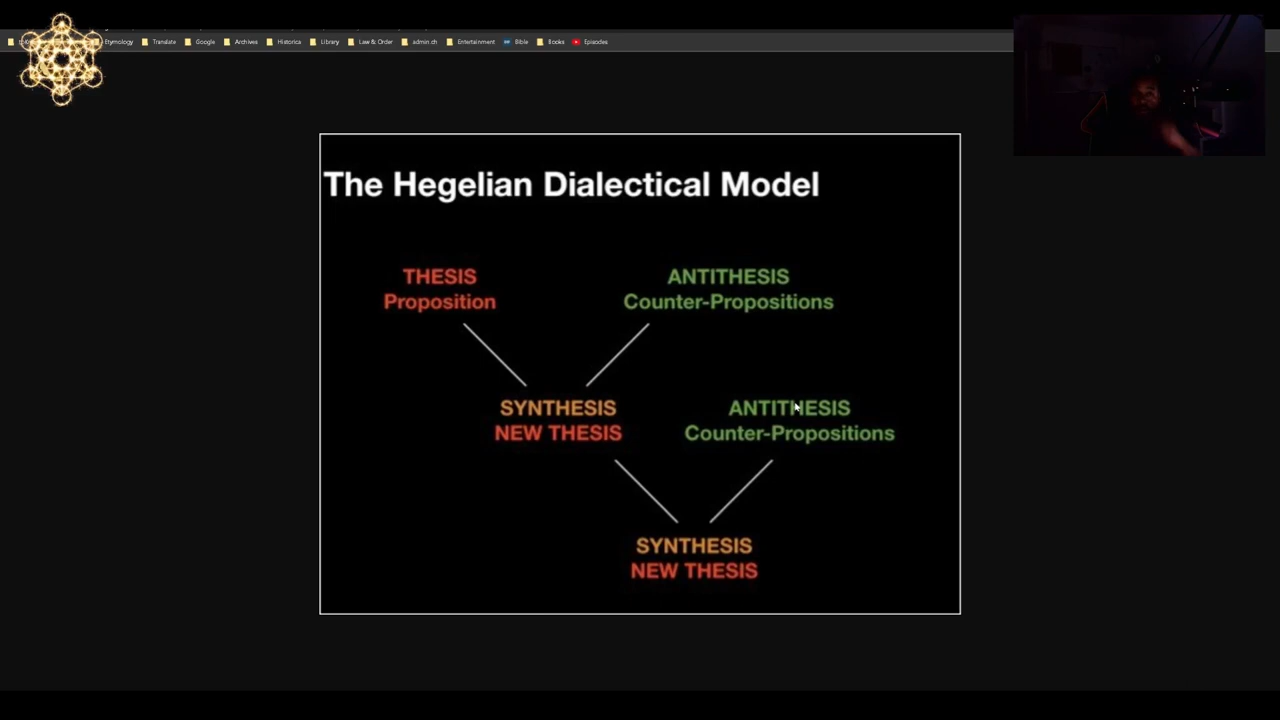 Etymology Translate Google Archives Historica Library Law & Order admin.ch Entertainment Bible Books Episodes
The Hegelian Dialectical Model
THESIS
Proposition
ANTITHESIS
Counter-Propositions
SYNTHESIS
NEW THESIS
ANTITHESIS
Counter-Propositions
SYNTHESIS
NEW THESIS